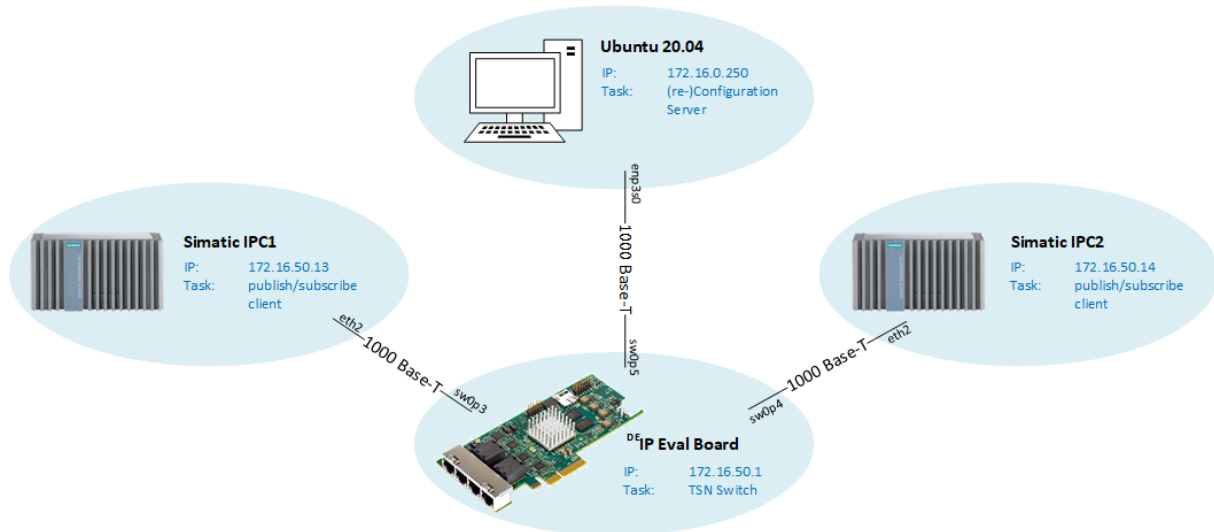 Ubuntu 20.04
IP: 172.16.0.250
Task: (re-)Configuration
Server
enp3s0
1000 Base-T
sw0p5
Simatic IPC1
IP: 172.16.50.13
Task: publish/subscribe
client
eth2
1000 Base-T
sw0p3
Simatic IPC2
IP: 172.16.50.14
Task: publish/subscribe
client
eth2
1000 Base-T
sw0p4
DEIP Eval Board
IP: 172.16.50.1
Task: TSN Switch